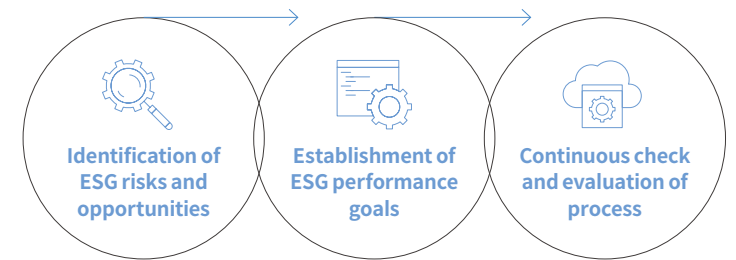 Identification of
ESG risks and
opportunities
Establishment of
ESG performance
goals
Continuous check
and evaluation of
process